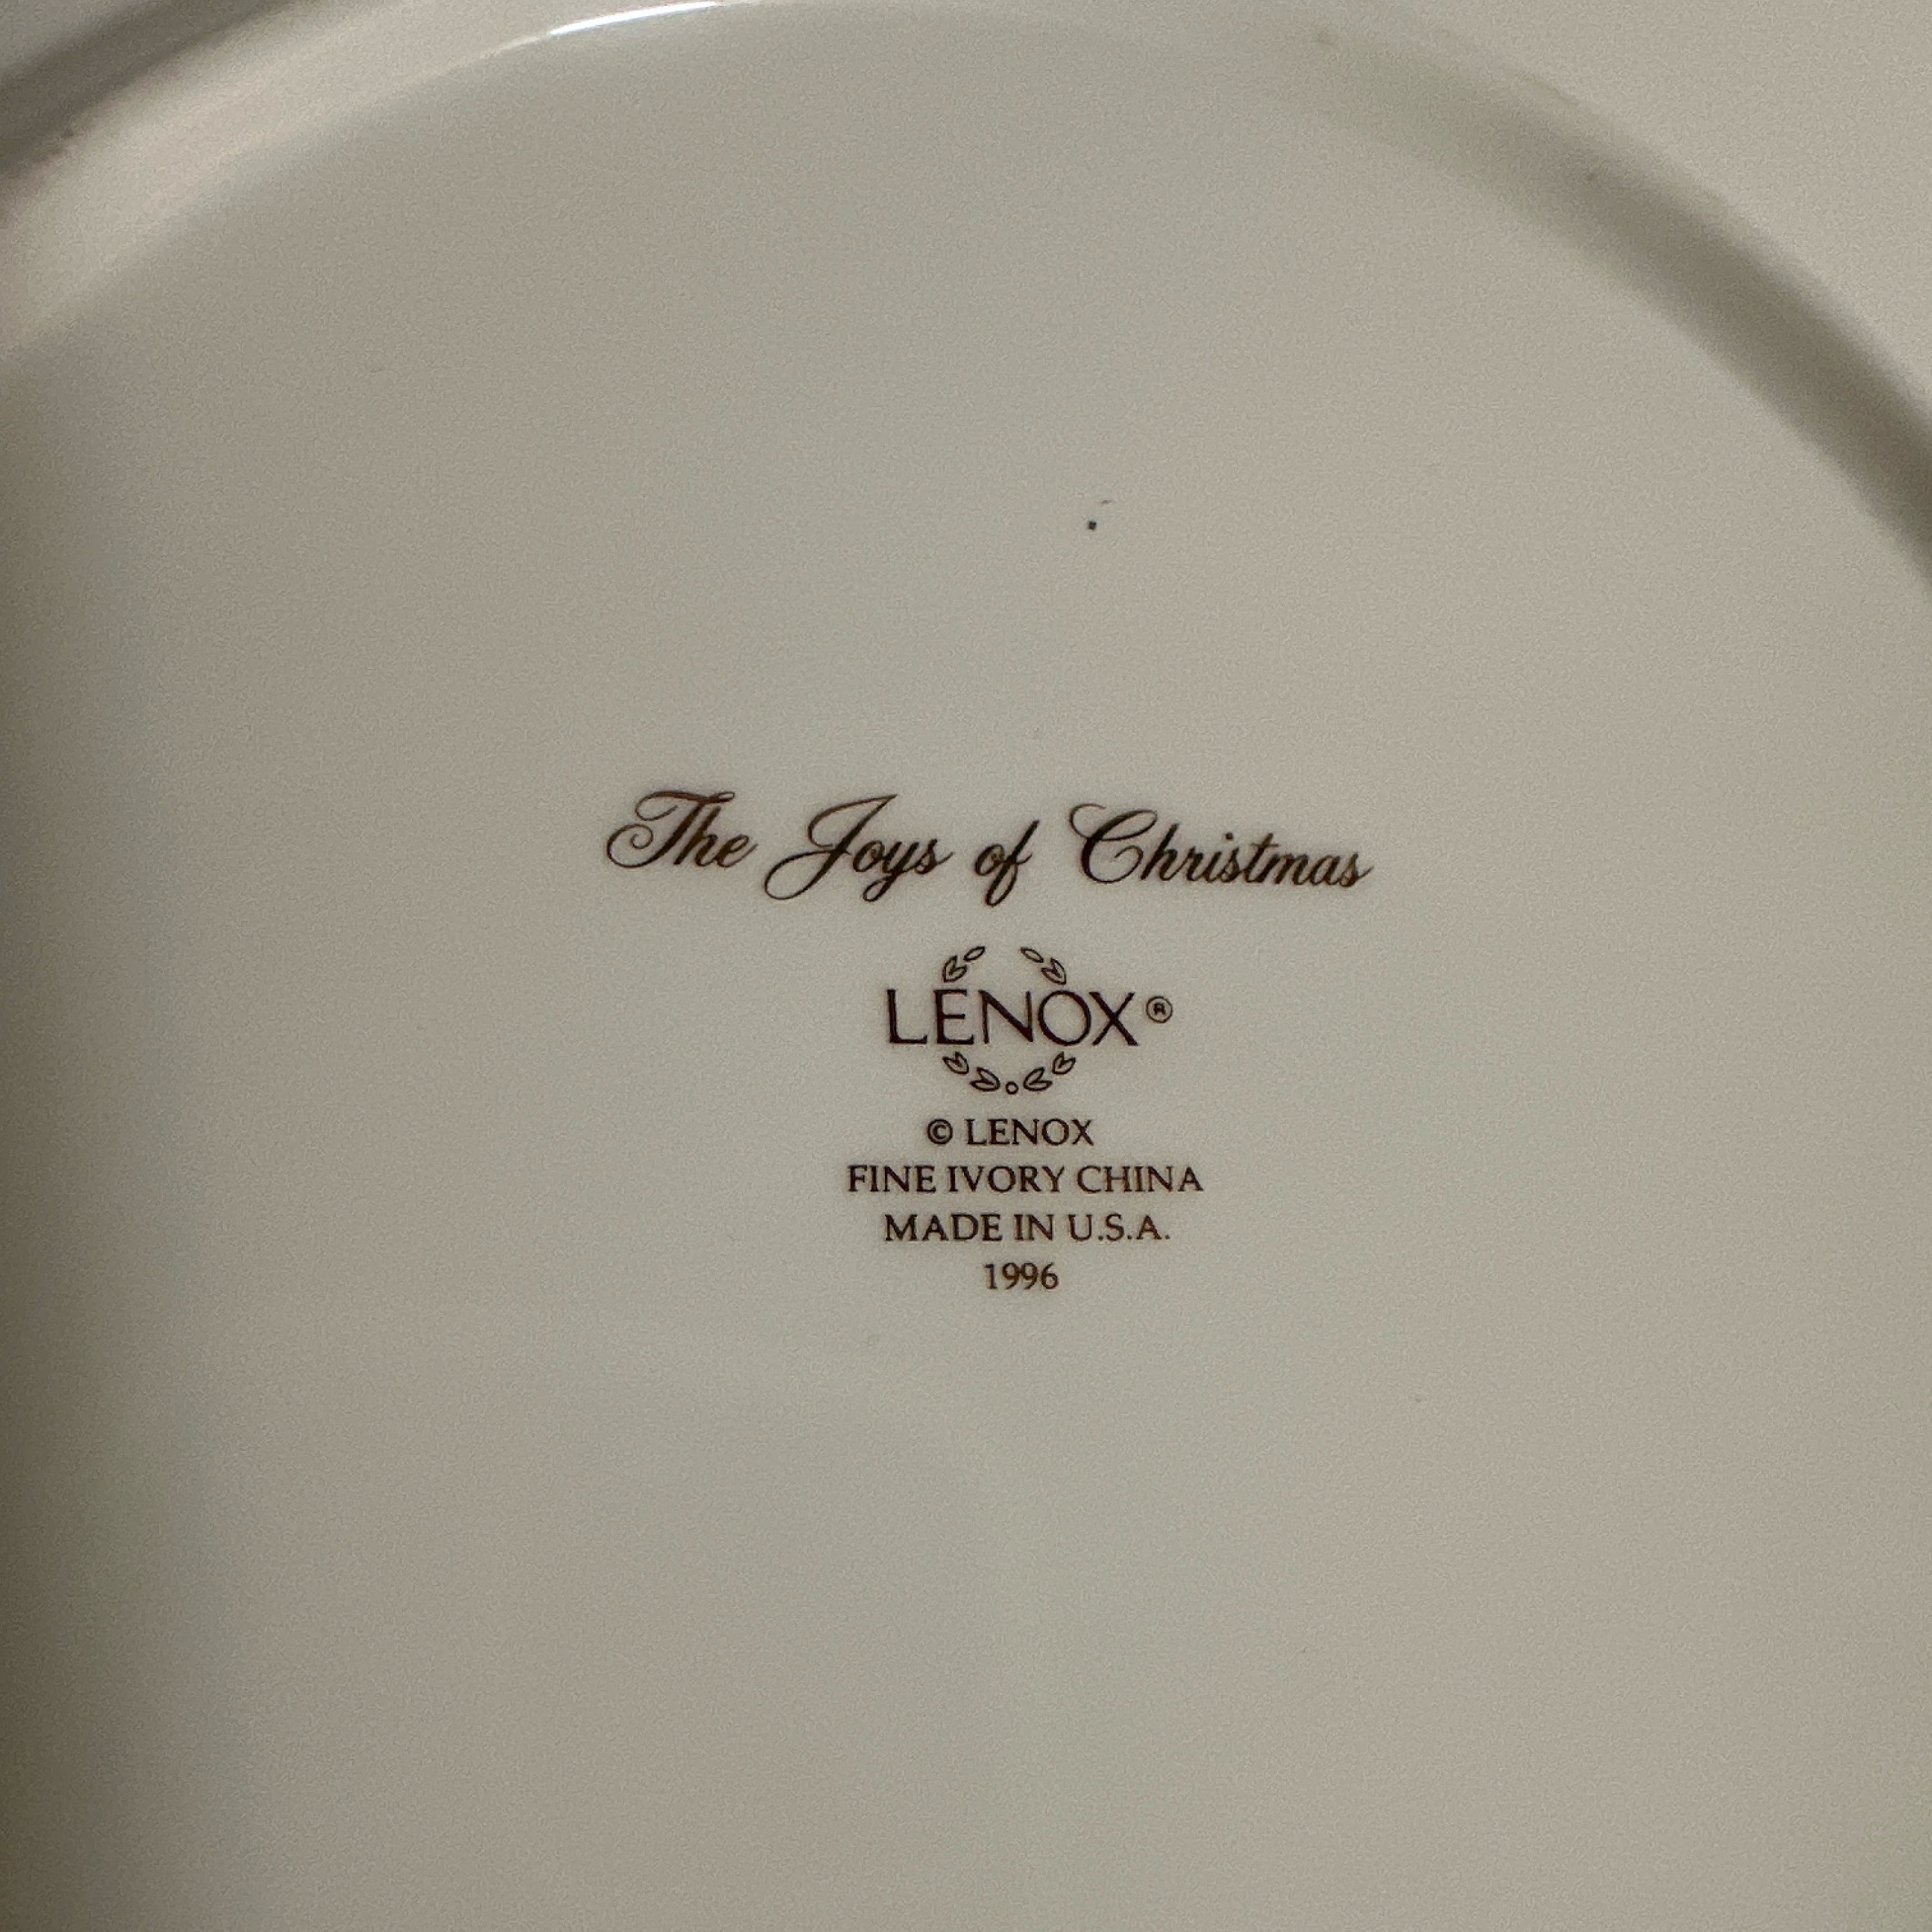 The Joys of Christmas
LENOX®
© LENOX
FINE IVORY CHINA
MADE IN U.S.A.
1996